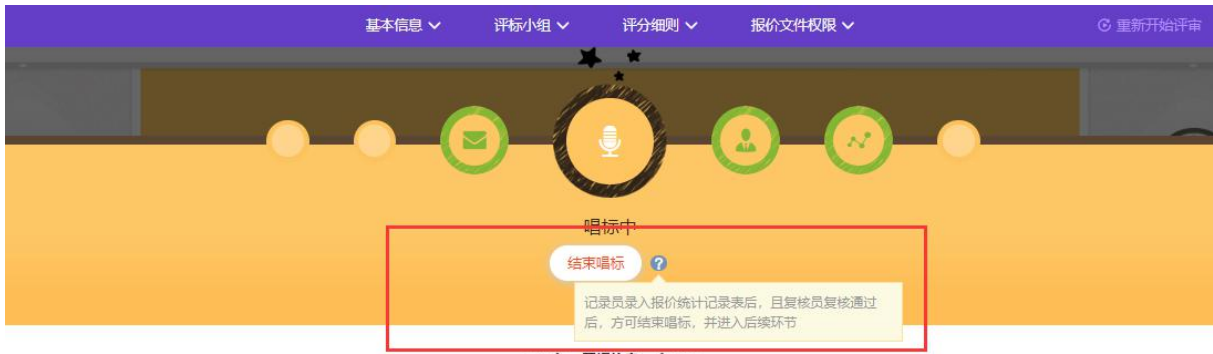 基本信息 评标小组 评分细则 报价文件权限 重新开始评审
唱标中
结束唱标 ?
记录员录入报价统计记录表后，且复核员复核通过
后，方可结束唱标，并进入后续环节